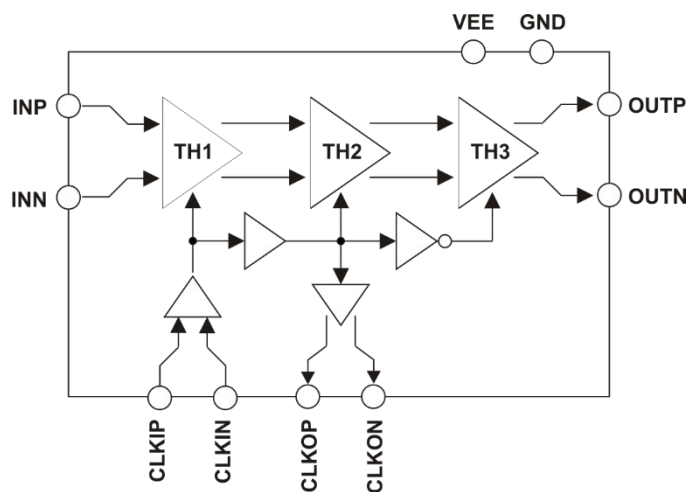 VEE GND
INP
OUTP
TH1 TH2 TH3
INN
OUTN
CLKIP
CLKIN
CLKOP
CLKON